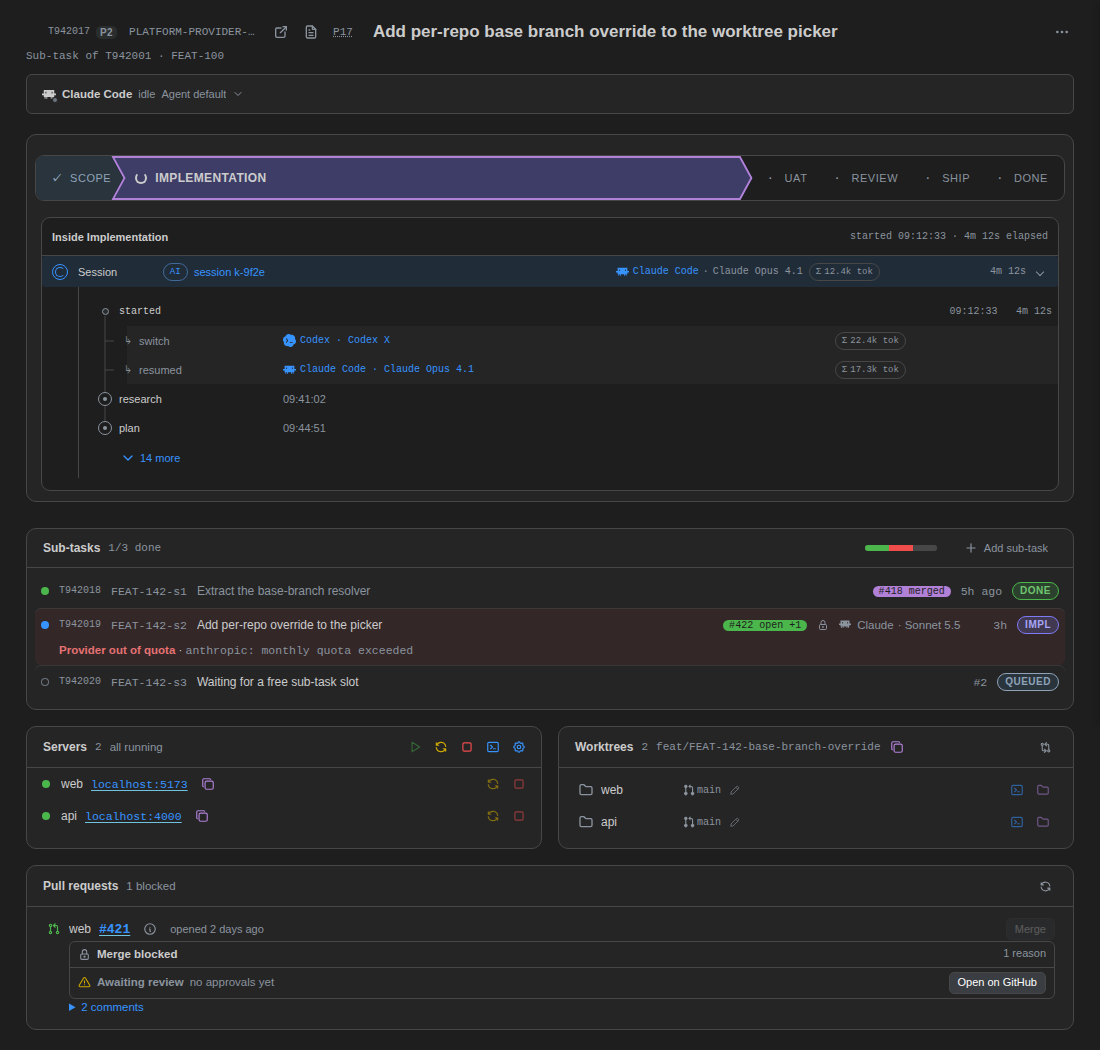 T942017 P2 PLATFORM-PROVIDER-… P17 Add per-repo base branch override to the worktree picker
Sub-task of T942001 · FEAT-100
Claude Code idle Agent default
SCOPE IMPLEMENTATION · UAT · REVIEW · SHIP · DONE
Inside Implementation started 09:12:33 · 4m 12s elapsed
Session AI session k-9f2e Claude Code · Claude Opus 4.1 Σ 12.4k tok 4m 12s
started 09:12:33 4m 12s
↳ switch Codex · Codex X Σ 22.4k tok
↳ resumed Claude Code · Claude Opus 4.1 Σ 17.3k tok
research 09:41:02
plan 09:44:51
14 more
Sub-tasks 1/3 done Add sub-task
T942018 FEAT-142-s1 Extract the base-branch resolver #418 merged 5h ago DONE
T942019 FEAT-142-s2 Add per-repo override to the picker #422 open +1 Claude · Sonnet 5.5 3h IMPL
Provider out of quota · anthropic: monthly quota exceeded
T942020 FEAT-142-s3 Waiting for a free sub-task slot #2 QUEUED
Servers 2 all running
web localhost:5173
api localhost:4000
Worktrees 2 feat/FEAT-142-base-branch-override
web main
api main
Pull requests 1 blocked
web #421 opened 2 days ago Merge
Merge blocked 1 reason
Awaiting review no approvals yet Open on GitHub
2 comments